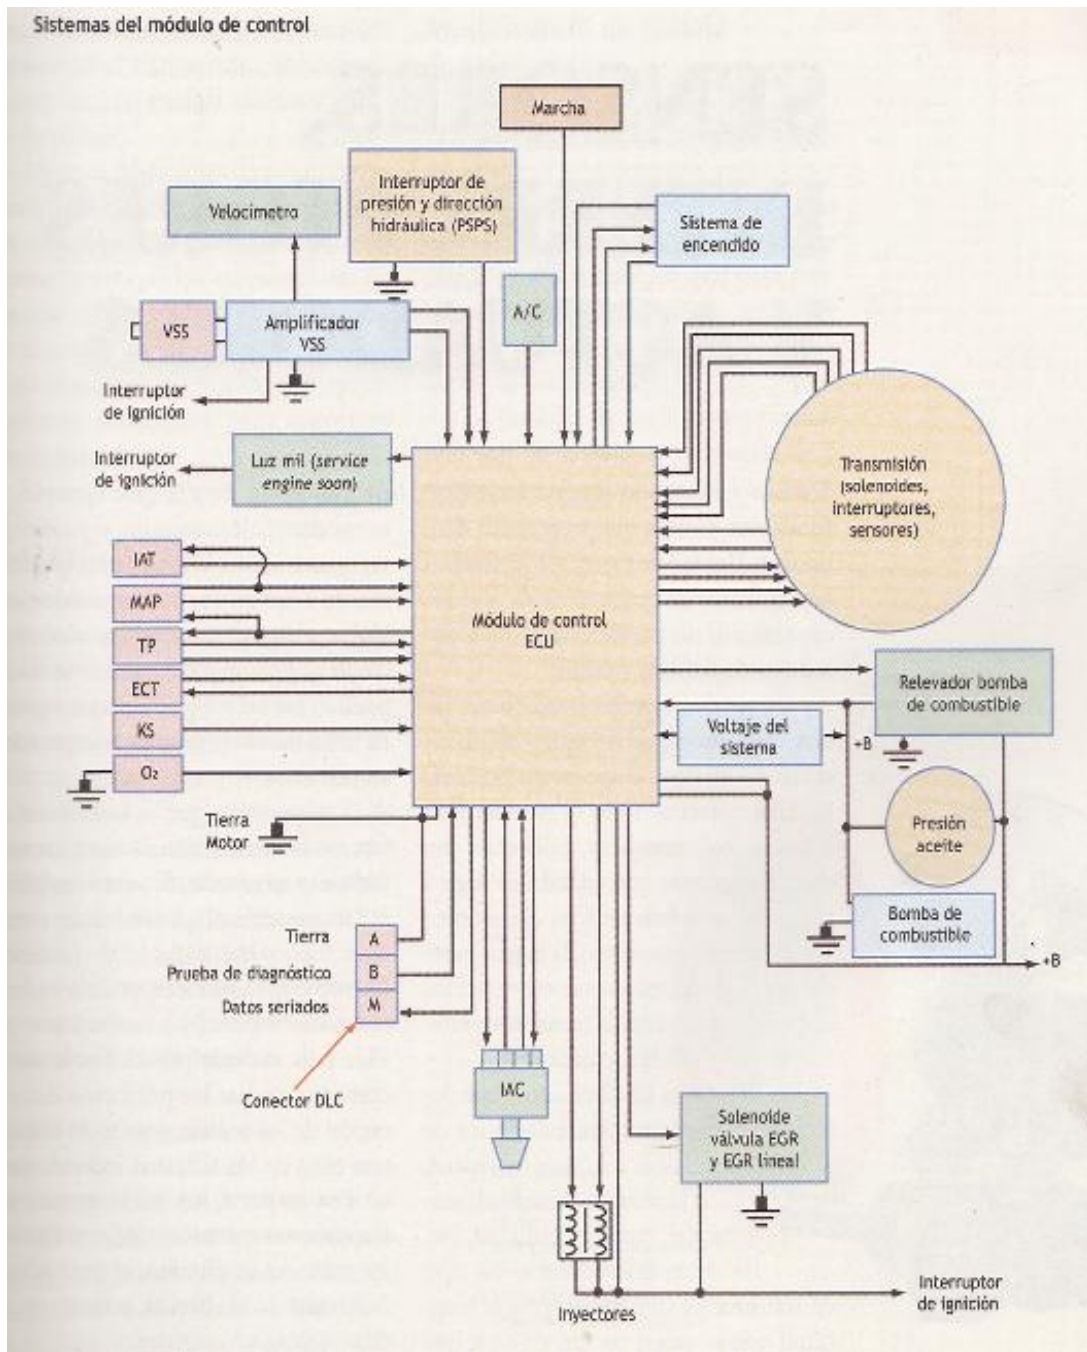 Sistemas del módulo de control
Marcha
Interruptor de
presión y dirección
hidráulica (PSPS)
Velocímetro
Sistema de
encendido
A/C
VSS
Amplificador
VSS
Interruptor
de ignición
Interruptor
de ignición
Luz mil (service
engine soon)
Transmisión
(solenoides,
interruptores,
sensores)
IAT
MAP
TP
ECT
KS
O₂
Módulo de control
ECU
Relevador bomba
de combustible
Voltaje del
sistema
+B
Presión
aceite
Tierra
Motor
Bomba de
combustible
+B
Tierra
A
Prueba de diagnóstico
B
Datos seriados
M
Conector DLC
IAC
Solenoide
válvula EGR
y EGR lineal
Inyectores
Interruptor
de ignición